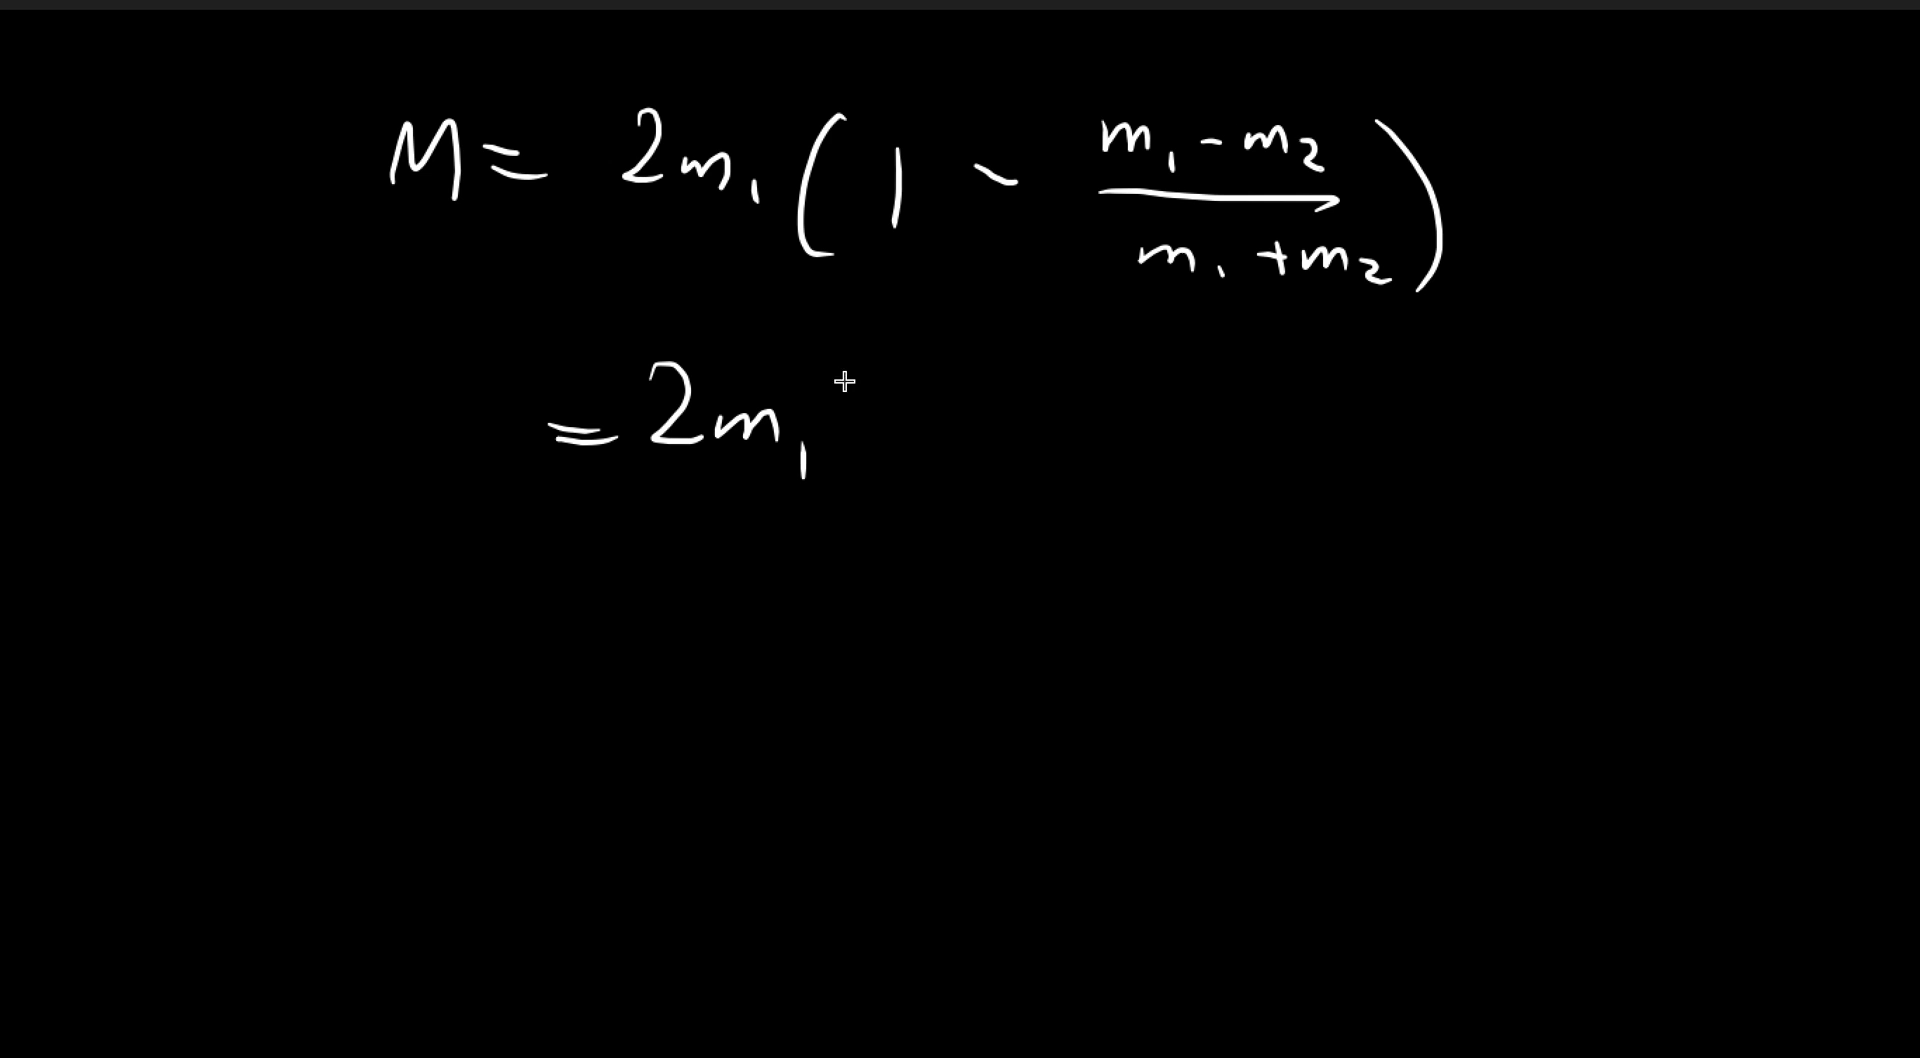 M = 2m₁ (1 - (m₁ - m₂)/(m₁ + m₂))
= 2m₁